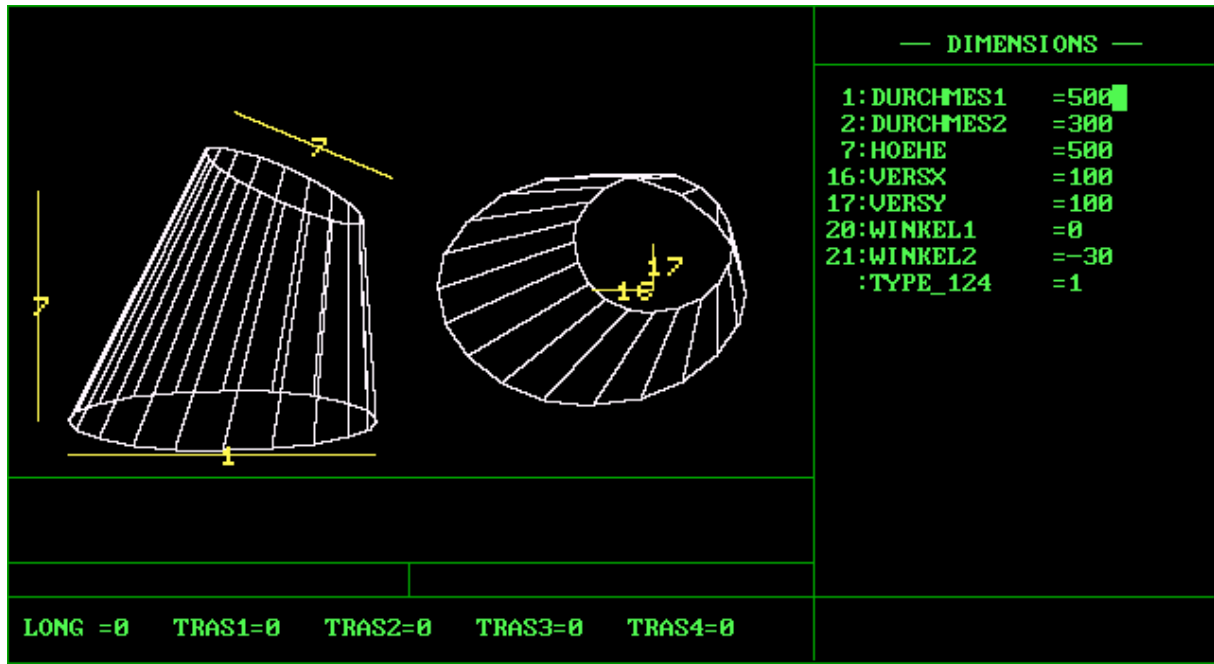 — DIMENSIONS —
1:DURCHMES1 =500
2:DURCHMES2 =300
7:HOEHE =500
16:VERSX =100
17:VERSY =100
20:WINKEL1 =0
21:WINKEL2 =-30
:TYPE_124 =1
7
7
1
17
16
LONG =0 TRAS1=0 TRAS2=0 TRAS3=0 TRAS4=0